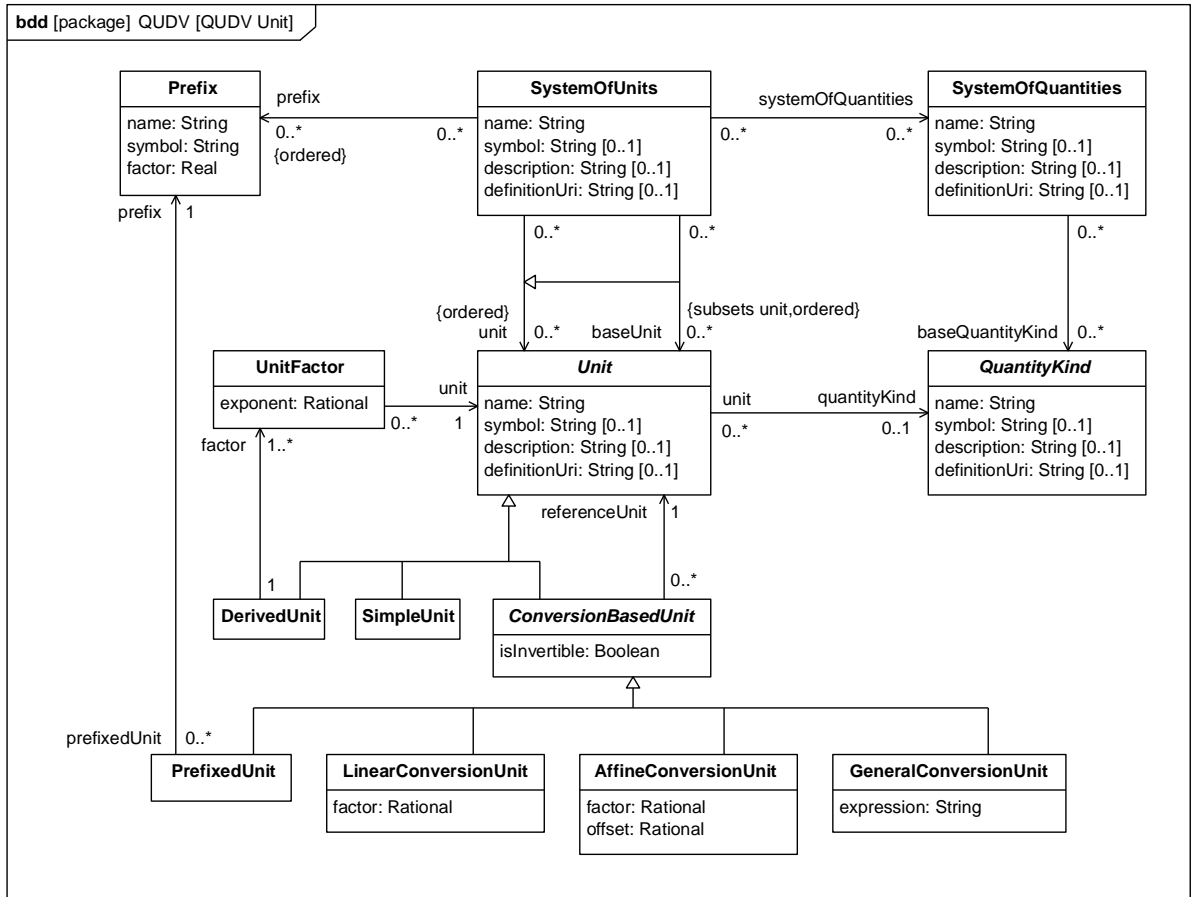 bdd [package] QUDV [QUDV Unit]
Prefix
name: String
symbol: String
factor: Real
prefix
0..*
{ordered}
0..*
SystemOfUnits
name: String
symbol: String [0..1]
description: String [0..1]
definitionUri: String [0..1]
systemOfQuantities
0..*
0..*
SystemOfQuantities
name: String
symbol: String [0..1]
description: String [0..1]
definitionUri: String [0..1]
prefix
1
0..*
0..*
0..*
{ordered}
unit
0..*
{subsets unit,ordered}
baseUnit
0..*
baseQuantityKind
0..*
UnitFactor
exponent: Rational
unit
0..*
1
Unit
name: String
symbol: String [0..1]
description: String [0..1]
definitionUri: String [0..1]
unit
0..*
quantityKind
0..1
QuantityKind
name: String
symbol: String [0..1]
description: String [0..1]
definitionUri: String [0..1]
factor
1..*
referenceUnit
1
1
0..*
DerivedUnit
SimpleUnit
ConversionBasedUnit
isInvertible: Boolean
prefixedUnit
0..*
PrefixedUnit
LinearConversionUnit
factor: Rational
AffineConversionUnit
factor: Rational
offset: Rational
GeneralConversionUnit
expression: String